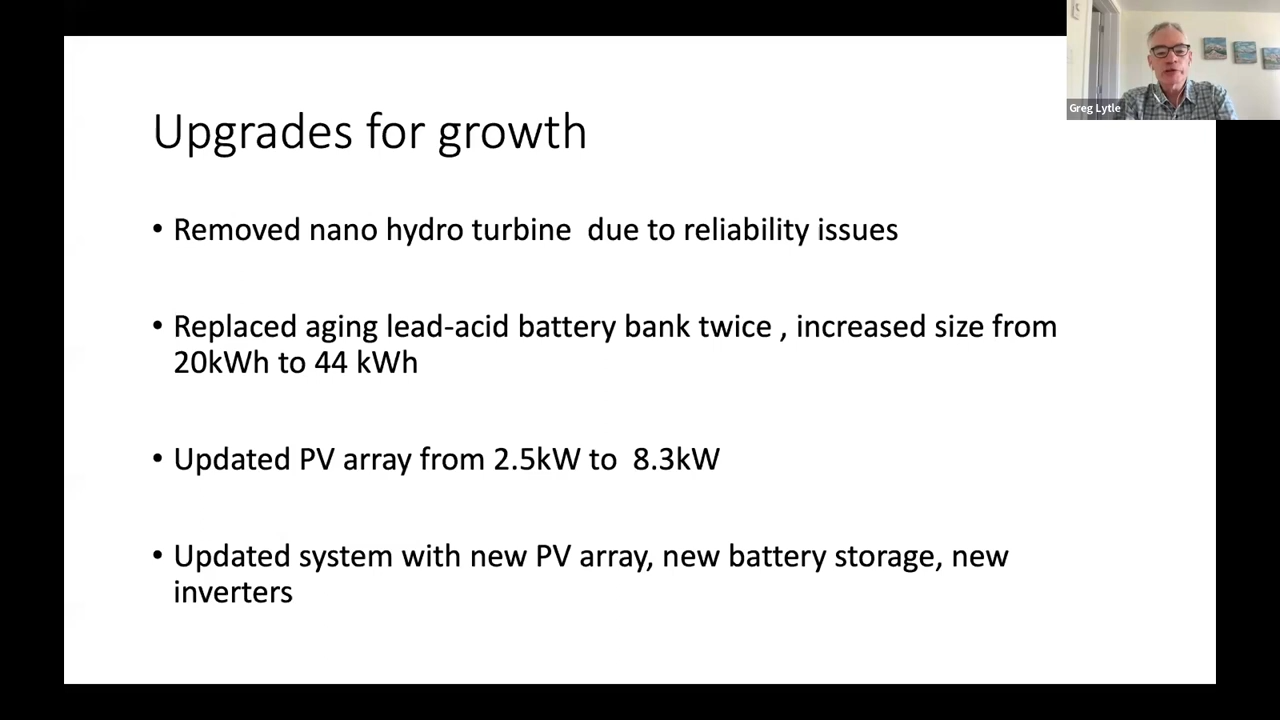 Greg Lytle
Upgrades for growth
• Removed nano hydro turbine  due to reliability issues
• Replaced aging lead-acid battery bank twice , increased size from
20kWh to 44 kWh
• Updated PV array from 2.5kW to  8.3kW
• Updated system with new PV array, new battery storage, new
inverters